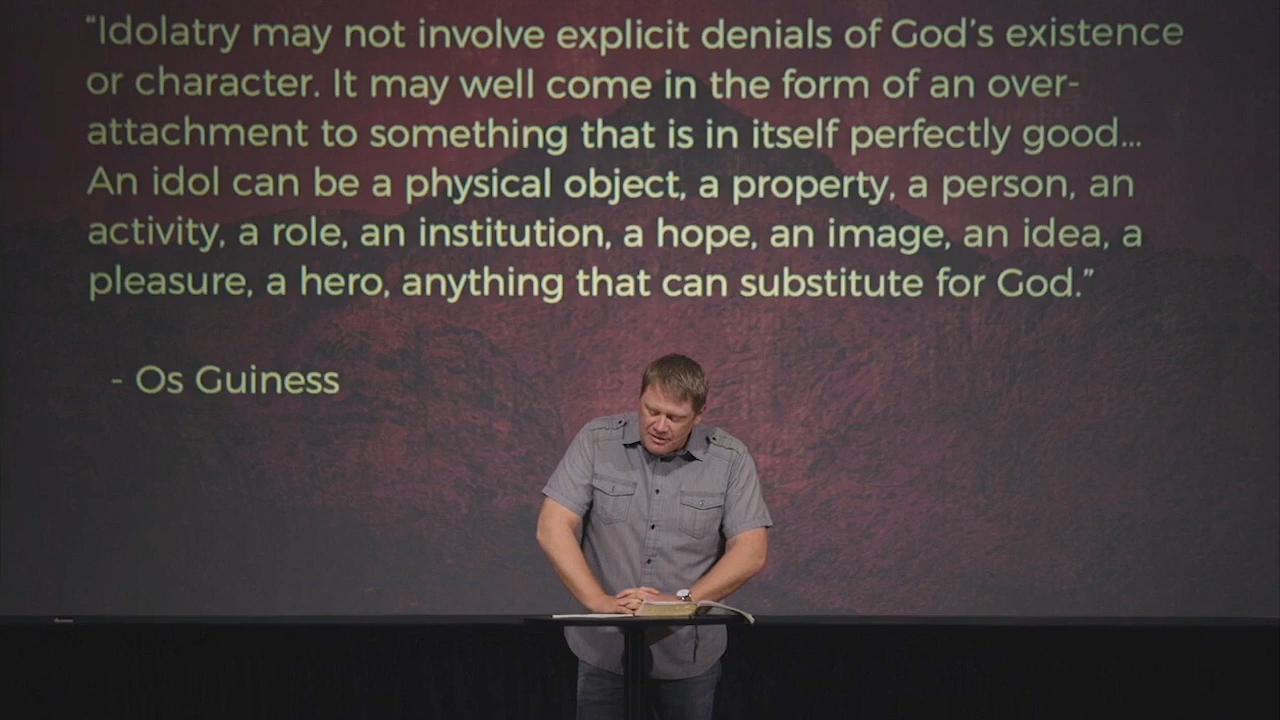 “Idolatry may not involve explicit denials of God’s existence
or character. It may well come in the form of an over-
attachment to something that is in itself perfectly good...
An idol can be a physical object, a property, a person, an
activity, a role, an institution, a hope, an image, an idea, a
pleasure, a hero, anything that can substitute for God.”
- Os Guiness